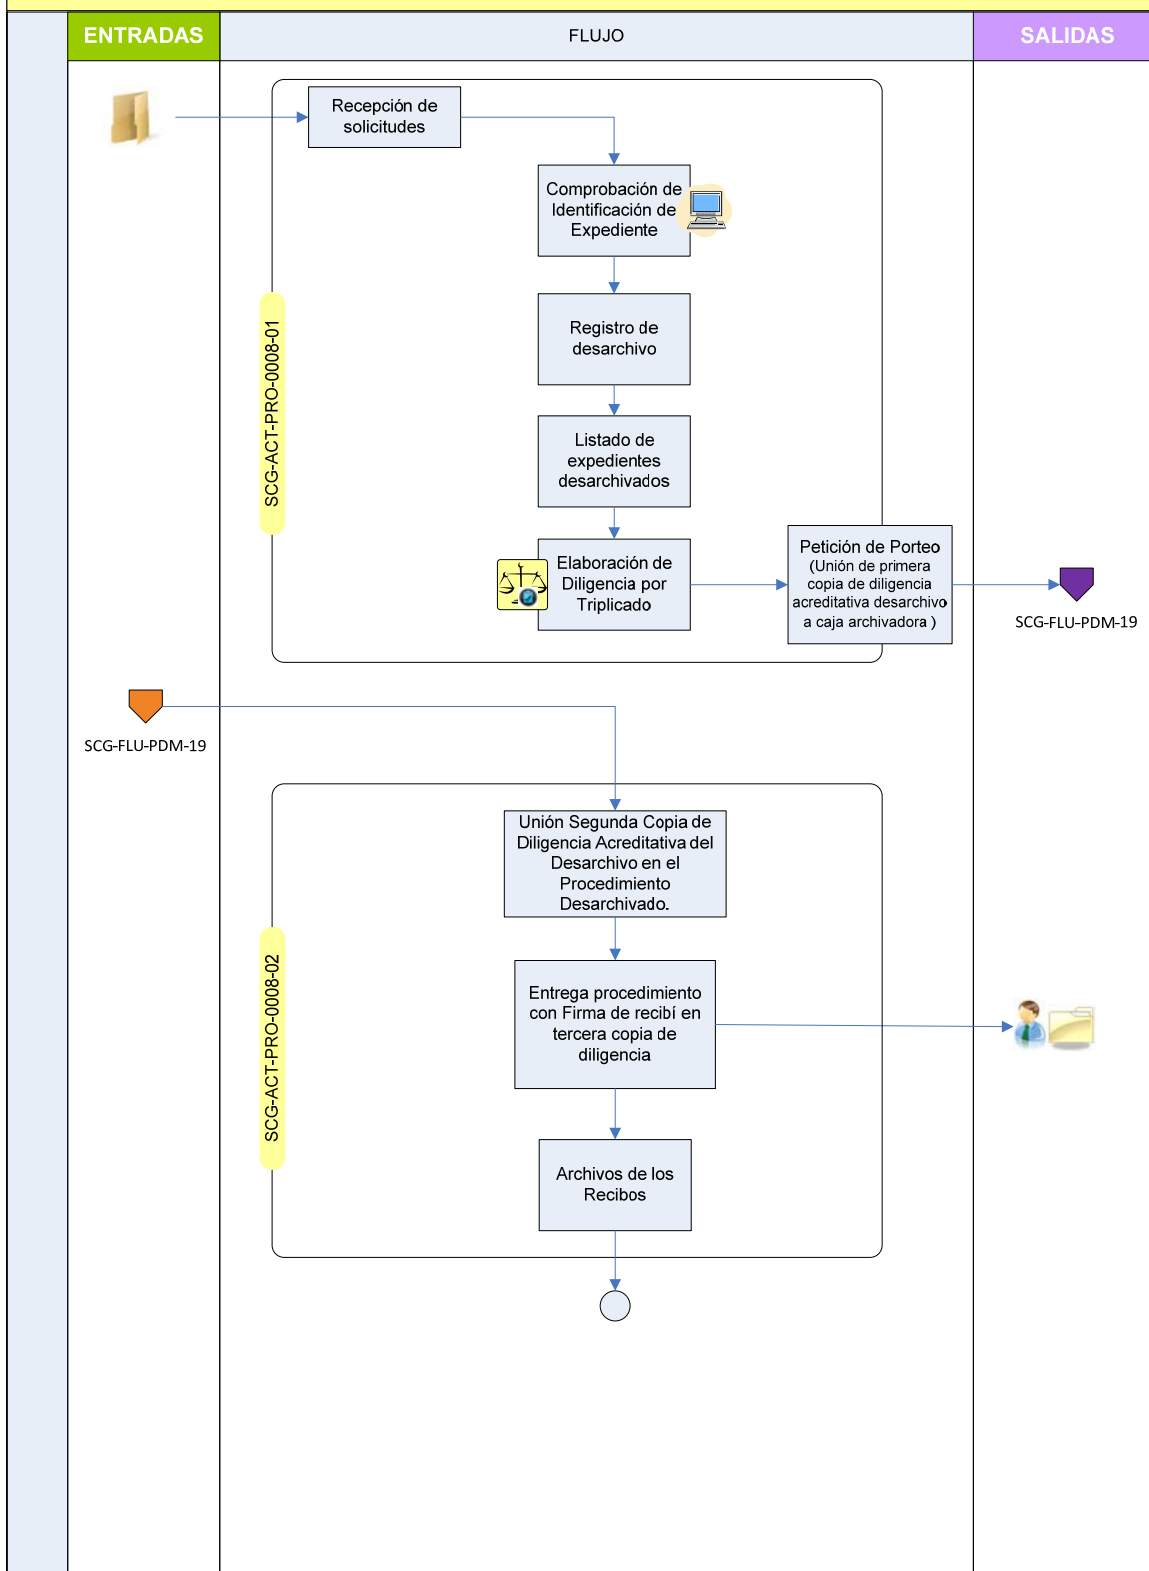 ENTRADAS
FLUJO
SALIDAS
Recepción de
solicitudes
Comprobación de
Identificación de
Expediente
Registro de
desarchivo
SCG-ACT-PRO-0008-01
Listado de
expedientes
desarchivados
Elaboración de
Diligencia por
Triplicado
Petición de Porteo
(Unión de primera
copia de diligencia
acreditativa desarchivo
a caja archivadora )
SCG-FLU-PDM-19
SCG-FLU-PDM-19
Unión Segunda Copia de
Diligencia Acreditativa del
Desarchivo en el
Procedimiento
Desarchivado.
SCG-ACT-PRO-0008-02
Entrega procedimiento
con Firma de recibí en
tercera copia de
diligencia
Archivos de los
Recibos